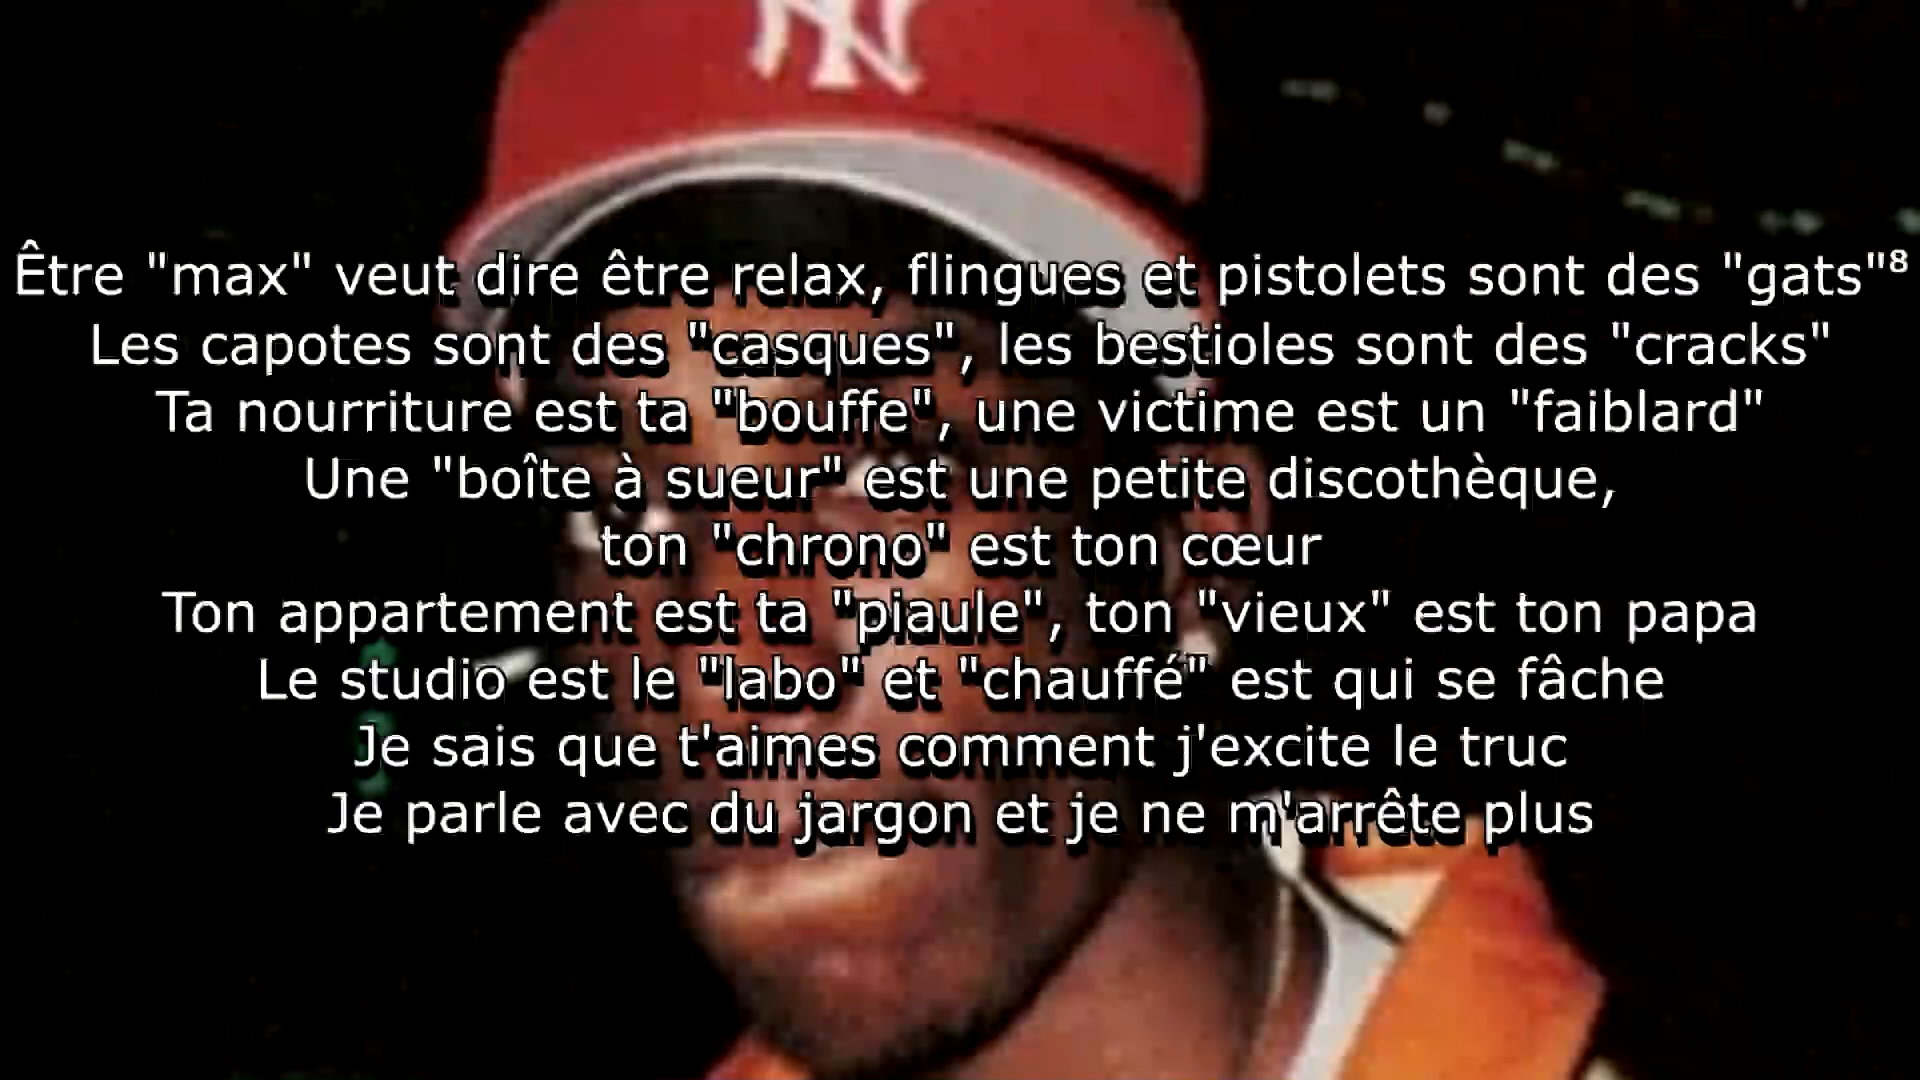 NY
Être "max" veut dire être relax, flingues et pistolets sont des "gats"⁸
Les capotes sont des "casques", les bestioles sont des "cracks"
Ta nourriture est ta "bouffe", une victime est un "faiblard"
Une "boîte à sueur" est une petite discothèque,
ton "chrono" est ton cœur
Ton appartement est ta "piaule", ton "vieux" est ton papa
Le studio est le "labo" et "chauffé" est qui se fâche
Je sais que t'aimes comment j'excite le truc
Je parle avec du jargon et je ne m'arrête plus